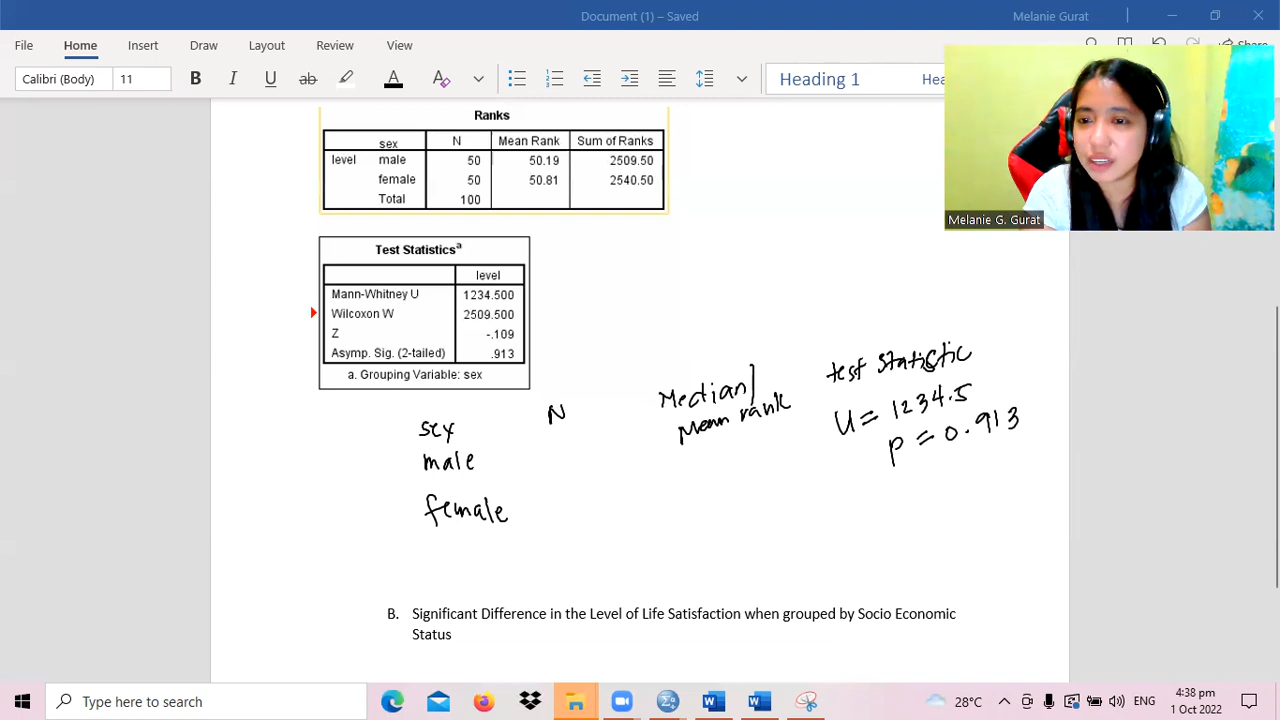 Document (1) – Saved
Melanie Gurat
File Home Insert Draw Layout Review View
Share
Calibri (Body) 11 B I U ab A A Heading 1 Hea
Melanie G. Gurat
Ranks
sex N Mean Rank Sum of Ranks
level male 50 50.19 2509.50
female 50 50.81 2540.50
Total 100
Test Statisticsa
level
Mann-Whitney U 1234.500
Wilcoxon W 2509.500
Z -.109
Asymp. Sig. (2-tailed) .913
a. Grouping Variable: sex
sex N Median/ test statistic
Mean rank U = 1234.5
male p = 0.913
female
B. Significant Difference in the Level of Life Satisfaction when grouped by Socio Economic
Status
Type here to search
28°C
ENG
4:38 pm
1 Oct 2022